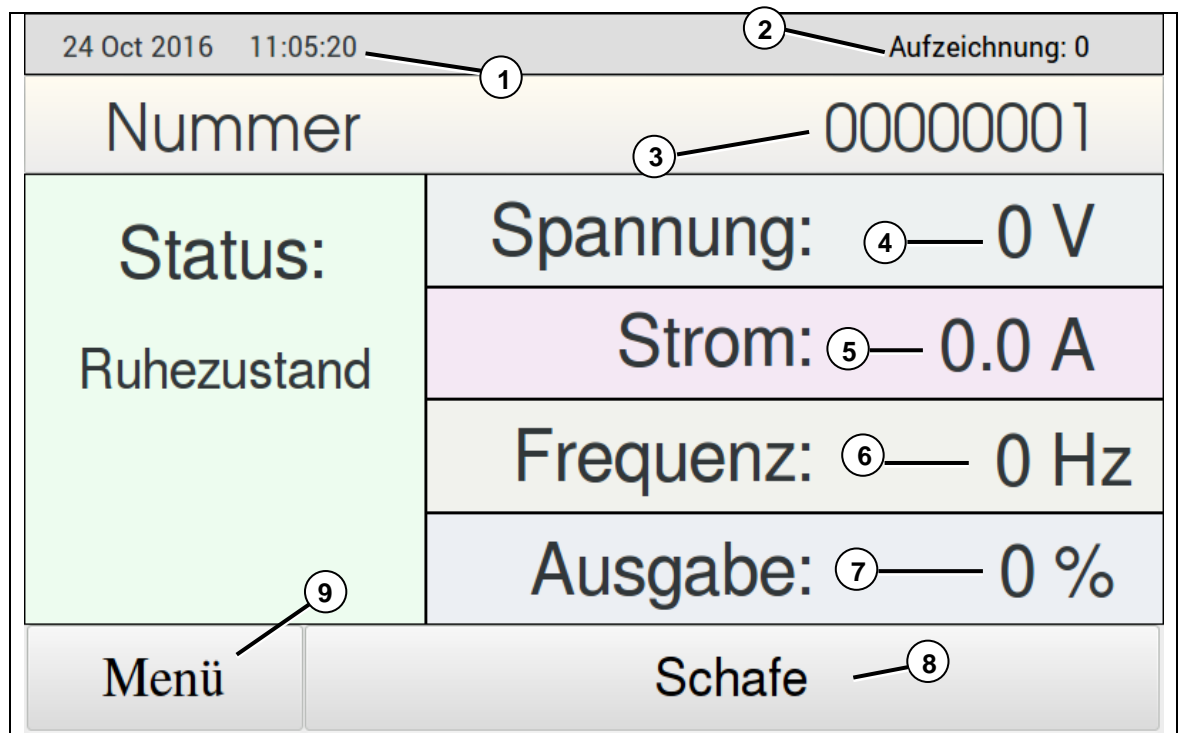 24 Oct 2016 11:05:20 Aufzeichnung: 0
1
2
Nummer 00000001
3
Status:
Ruhezustand
Spannung: 4 0 V
Strom: 5 0.0 A
Frequenz: 6 0 Hz
Ausgabe: 7 0 %
9
Menü
Schafe 8